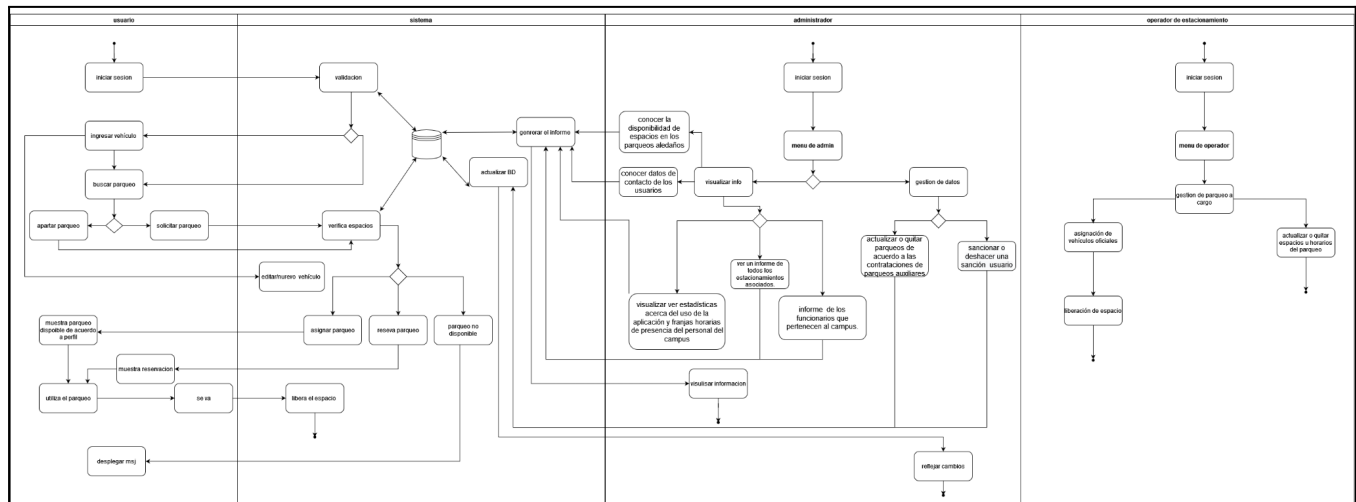 usuario
sistema
administrador
operador de estacionamiento
iniciar sesion
validacion
iniciar sesion
iniciar sesion
ingresar vehículo
genrorar el informe
conocer la
disponibilidad de
espacios en los
parqueos aledaños
menu de admin
menu de operador
buscar parqueo
actualizar BD
conocer datos de
contacto de los
usuarios
visualizar info
gestion de datos
gestion de parqueo a
cargo
apartar parqueo
solicitar parqueo
verifica espacios
editar/nurevo vehículo
actualizar o quitar
parqueos de
acuerdo a las
contrataciones de
parqueos auxiliares
sancionar o
deshacer una
sanción usuario
asignación de
vehículos oficiales
actualizar o quitar
espacios u horarios
del parqueo
ver un informe de
todos los
estacionamientos
asociados.
visualizar ver estadísticas
acerca del uso de la
aplicación y franjas horarias
de presencia del personal del
campus
informe de los
funcionarios que
pertenecen al campus.
liberación de espacio
muestra parqueo
dispoible de acuerdo
a perfil
asignar parqueo
reseva parqueo
parqueo no
disponible
muestra reservacion
utiliza el parqueo
se va
libera el espacio
visulisar informacion
desplegar msj
reflejar cambios